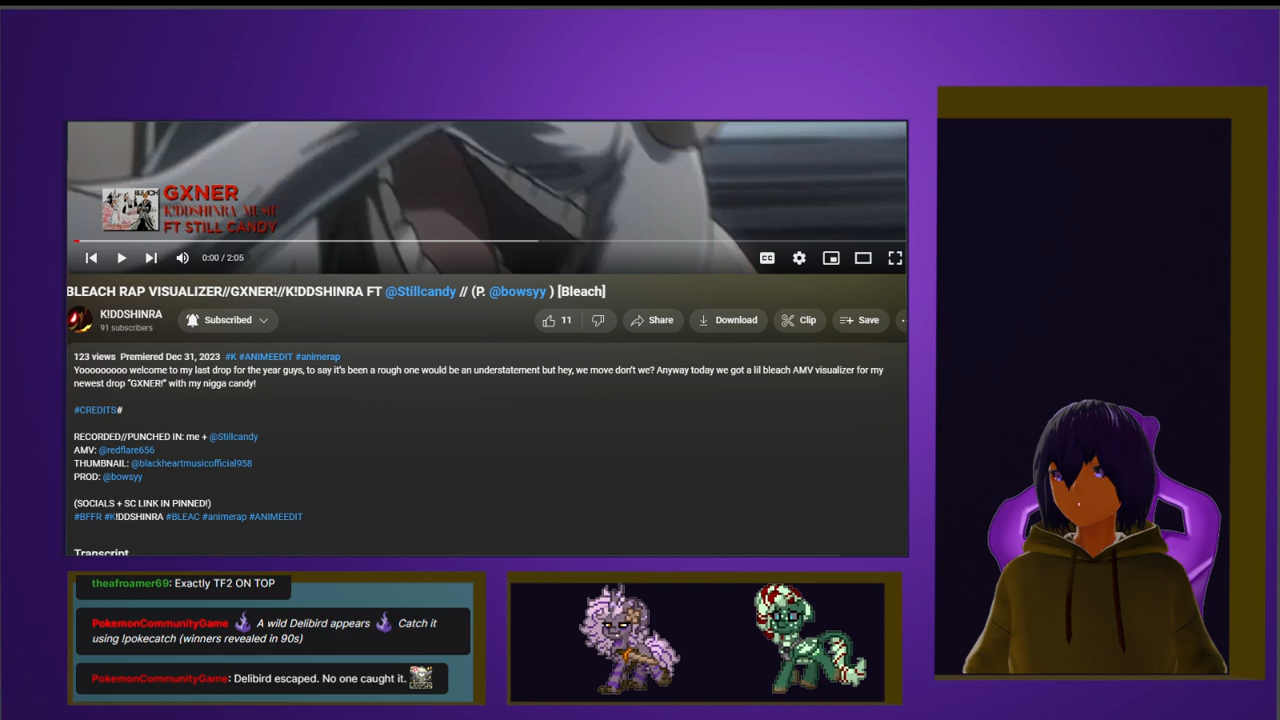 BLEACH
GXNER
K!DDSHINRA MUSIC
FT STILL CANDY
0:00 / 2:05
CC
BLEACH RAP VISUALIZER//GXNER!//K!DDSHINRA FT @Stillcandy // (P. @bowsyy ) [Bleach]
K!DDSHINRA
91 subscribers
Subscribed
11
Share
Download
Clip
Save
123 views Premiered Dec 31, 2023 #K #ANIMEEDIT #animerap
Yooooooooo welcome to my last drop for the year guys, to say it's been a rough one would be an understatement but hey, we move don't we? Anyway today we got a lil bleach AMV visualizer for my
newest drop "GXNER!" with my nigga candy!
#CREDITS#
RECORDED//PUNCHED IN: me + @Stillcandy
AMV: @redflare656
THUMBNAIL: @blackheartmusicofficial958
PROD: @bowsyy
(SOCIALS + SC LINK IN PINNED!)
#BFFR #K!DDSHINRA #BLEAC #animerap #ANIMEEDIT
Transcript
theafroamer69: Exactly TF2 ON TOP
PokemonCommunityGame A wild Delibird appears Catch it
using !pokecatch (winners revealed in 90s)
PokemonCommunityGame: Delibird escaped. No one caught it.